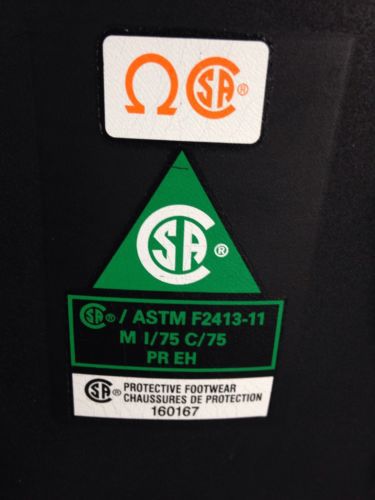 Ω CSA®
CSA®
CSA® / ASTM F2413-11
M I/75 C/75
PR EH
CSA® PROTECTIVE FOOTWEAR
CHAUSSURES DE PROTECTION
160167